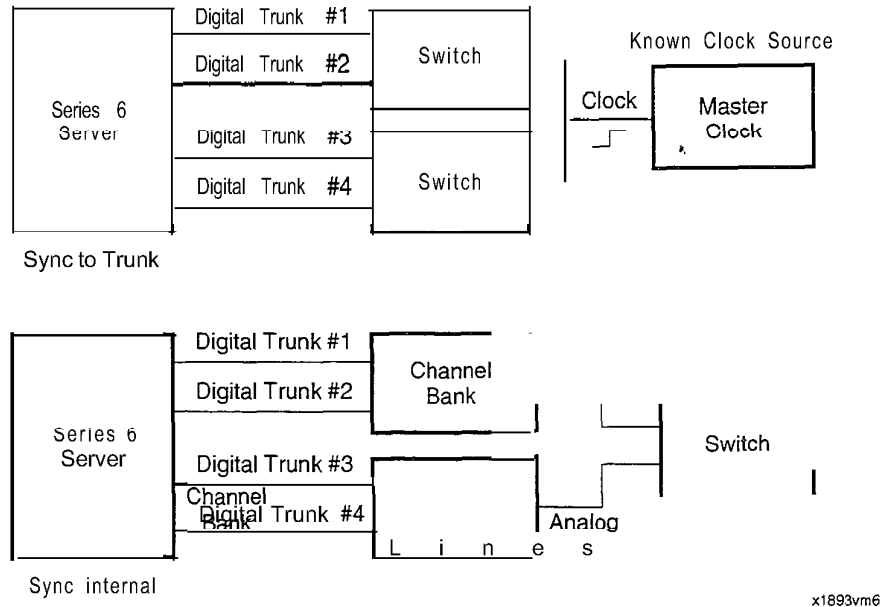 Digital Trunk #1
Digital Trunk #2
Switch
Known Clock Source
Series 6
Server
Clock
Master
Clock
Digital Trunk #3
Digital Trunk #4
Switch
Sync to Trunk
Digital Trunk #1
Digital Trunk #2
Channel
Bank
Series 6
Server
Digital Trunk #3
Switch
Channel
Bank
Digital Trunk #4
Analog
Lines
Sync internal
x1893vm6